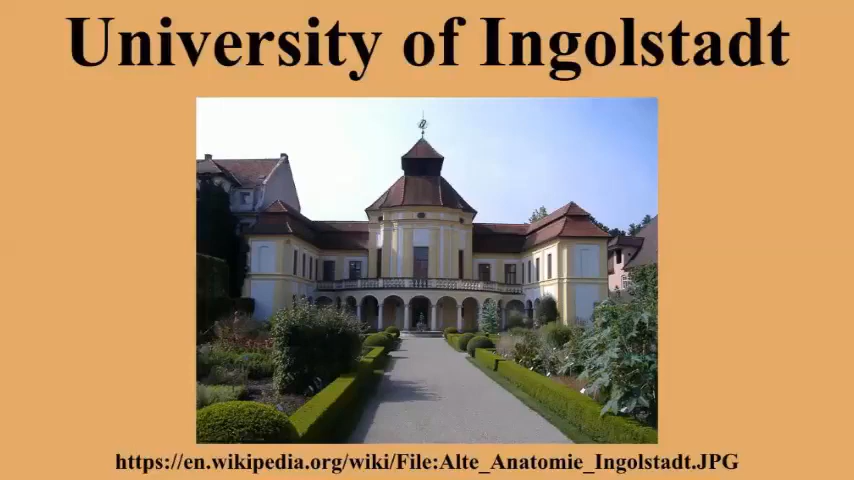 University of Ingolstadt
https://en.wikipedia.org/wiki/File:Alte_Anatomie_Ingolstadt.JPG